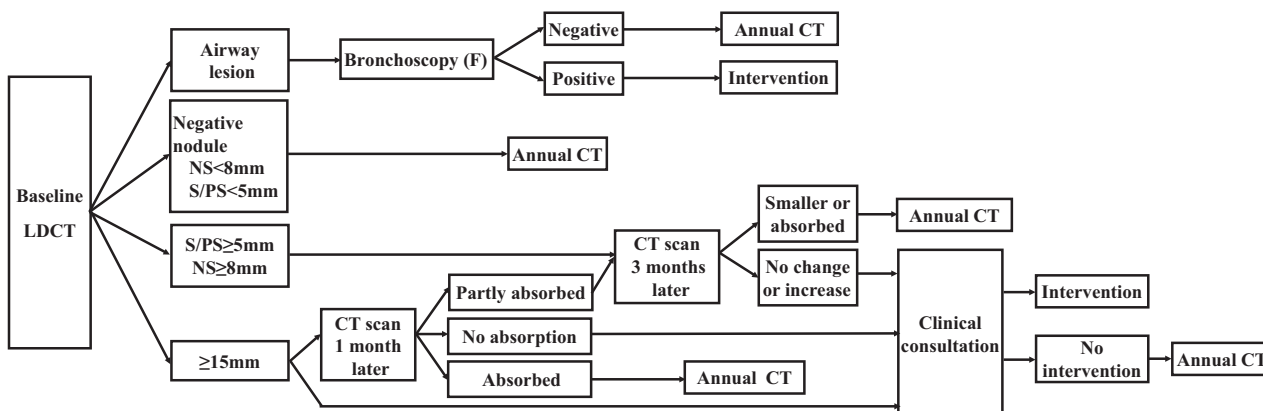 Baseline
LDCT
Airway
lesion
Bronchoscopy (F)
Negative
Annual CT
Positive
Intervention
Negative
nodule
NS<8mm
S/PS<5mm
Annual CT
S/PS≥5mm
NS≥8mm
CT scan
3 months
later
Smaller or
absorbed
Annual CT
No change
or increase
≥15mm
CT scan
1 month
later
Partly absorbed
No absorption
Absorbed
Annual CT
Clinical
consultation
Intervention
No
intervention
Annual CT